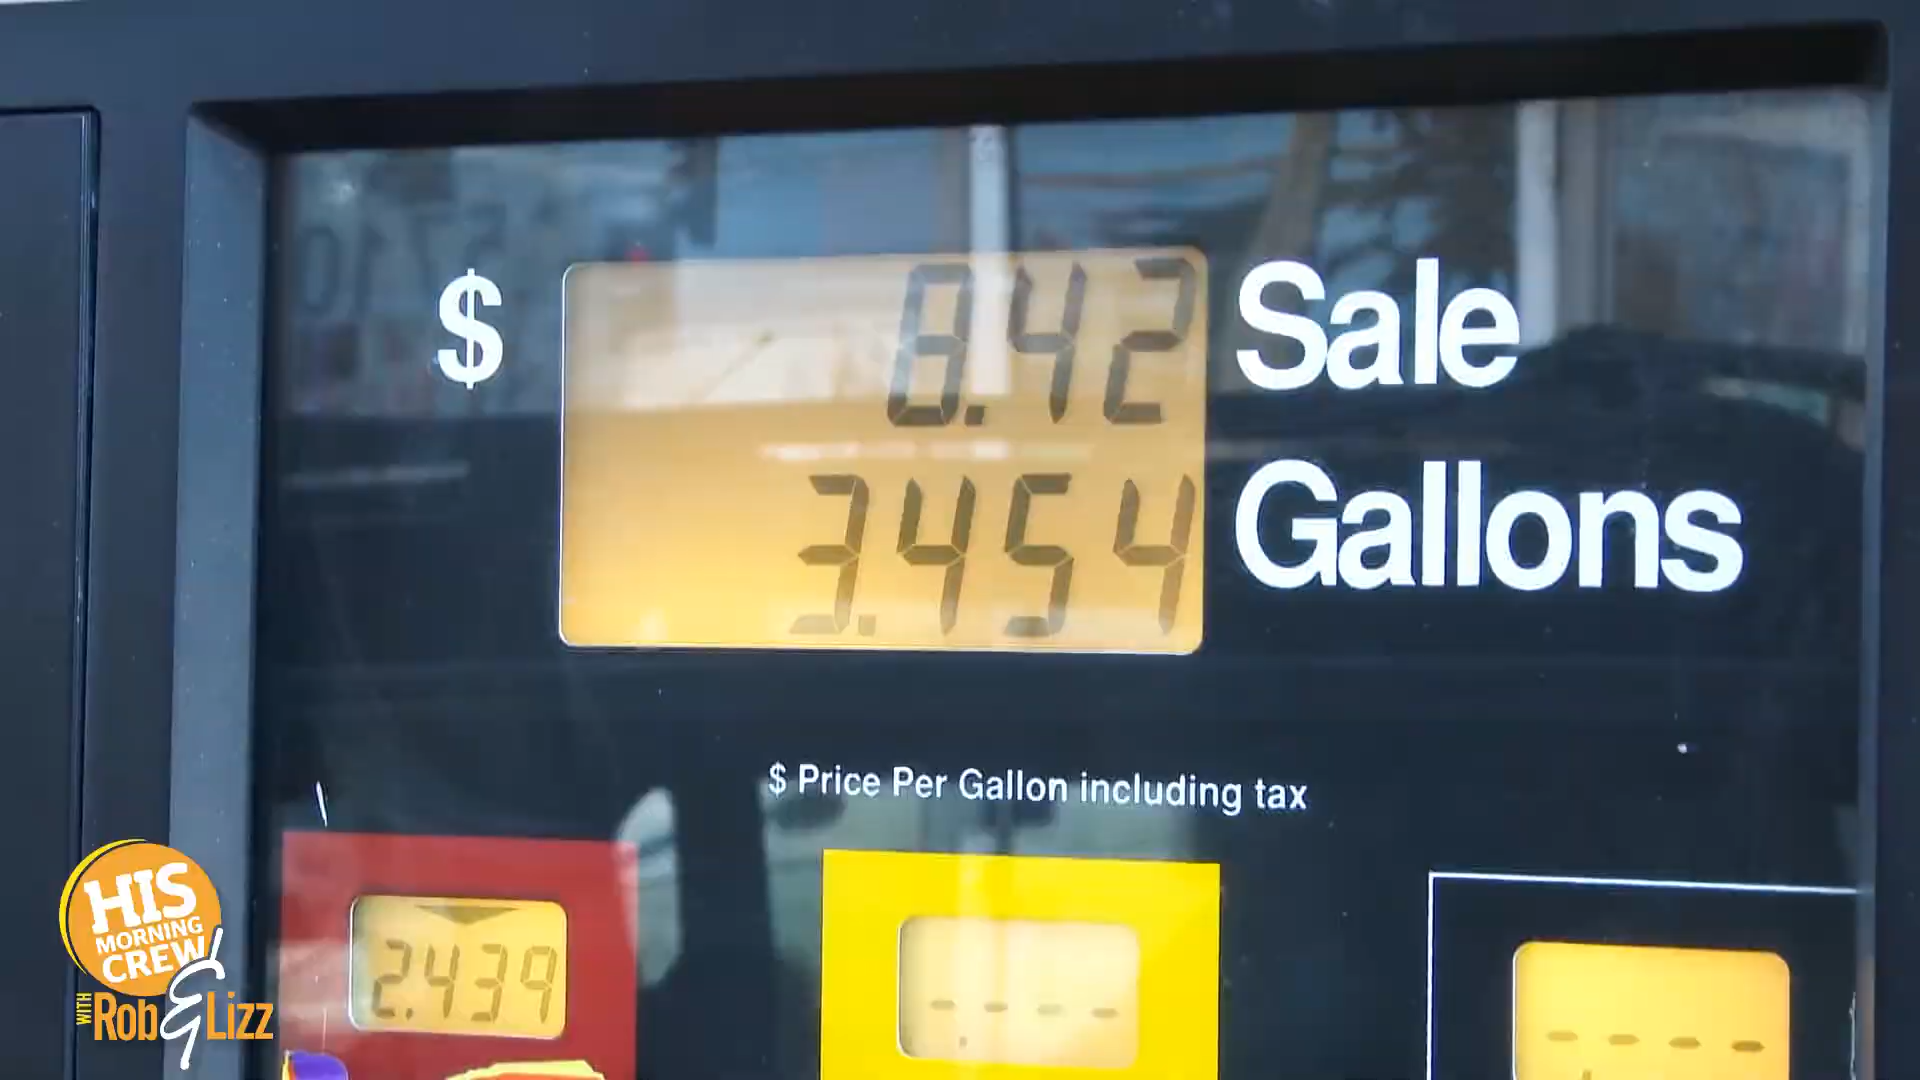 $ 8.42 Sale
3.454 Gallons
$ Price Per Gallon including tax
2.439
- - - -
- - - -
HIS
MORNING
CREW
WITH Rob & Lizz